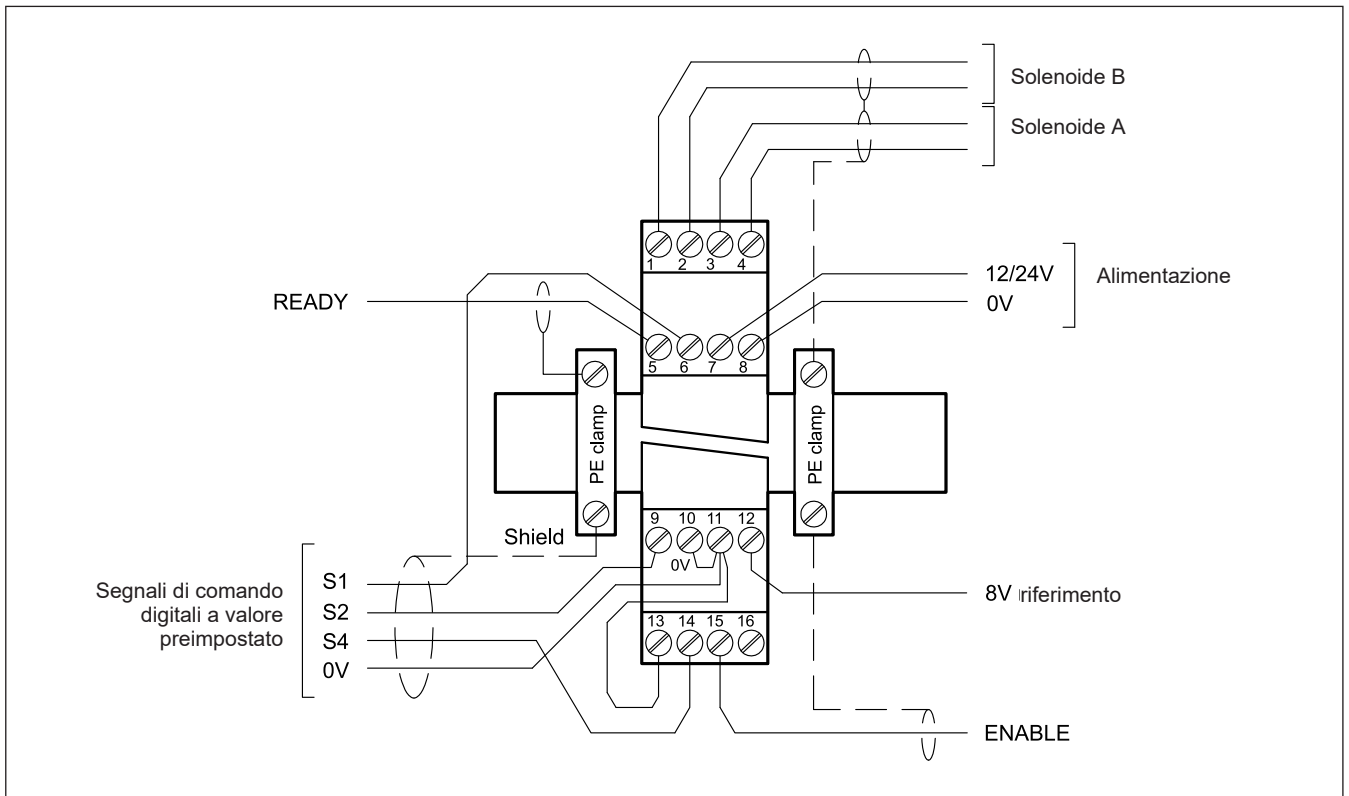 Solenoide B
Solenoide A
1 2 3 4
12/24V
Alimentazione
0V
READY
5 6 7 8
PE clamp
PE clamp
9 10 11 12
0V
Shield
Segnali di comando
digitali a valore
preimpostato
S1
S2
S4
0V
8V riferimento
13 14 15 16
ENABLE